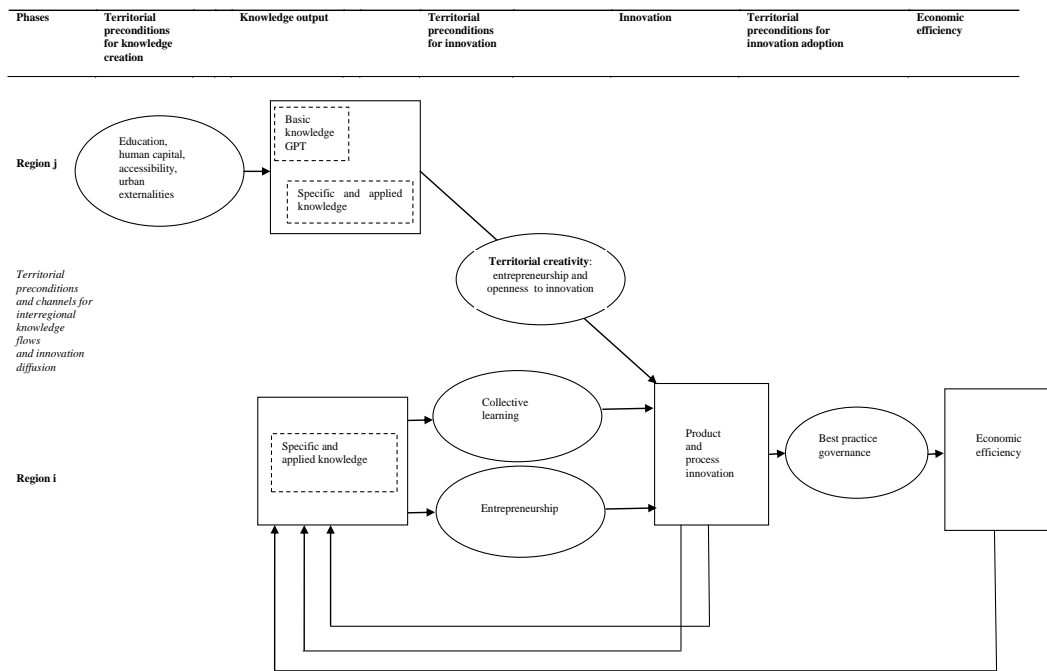 Phases
Territorial
preconditions
for knowledge
creation
Knowledge output
Territorial
preconditions
for innovation
Innovation
Territorial
preconditions for
innovation adoption
Economic
efficiency
Region j
Education,
human capital,
accessibility,
urban
externalities
Basic
knowledge
GPT
Specific and applied
knowledge
Territorial creativity:
entrepreneurship and
openness to innovation
Territorial
preconditions
and channels for
interregional
knowledge
flows
and innovation
diffusion
Region i
Specific and
applied knowledge
Collective
learning
Entrepreneurship
Product
and
process
innovation
Best practice
governance
Economic
efficiency